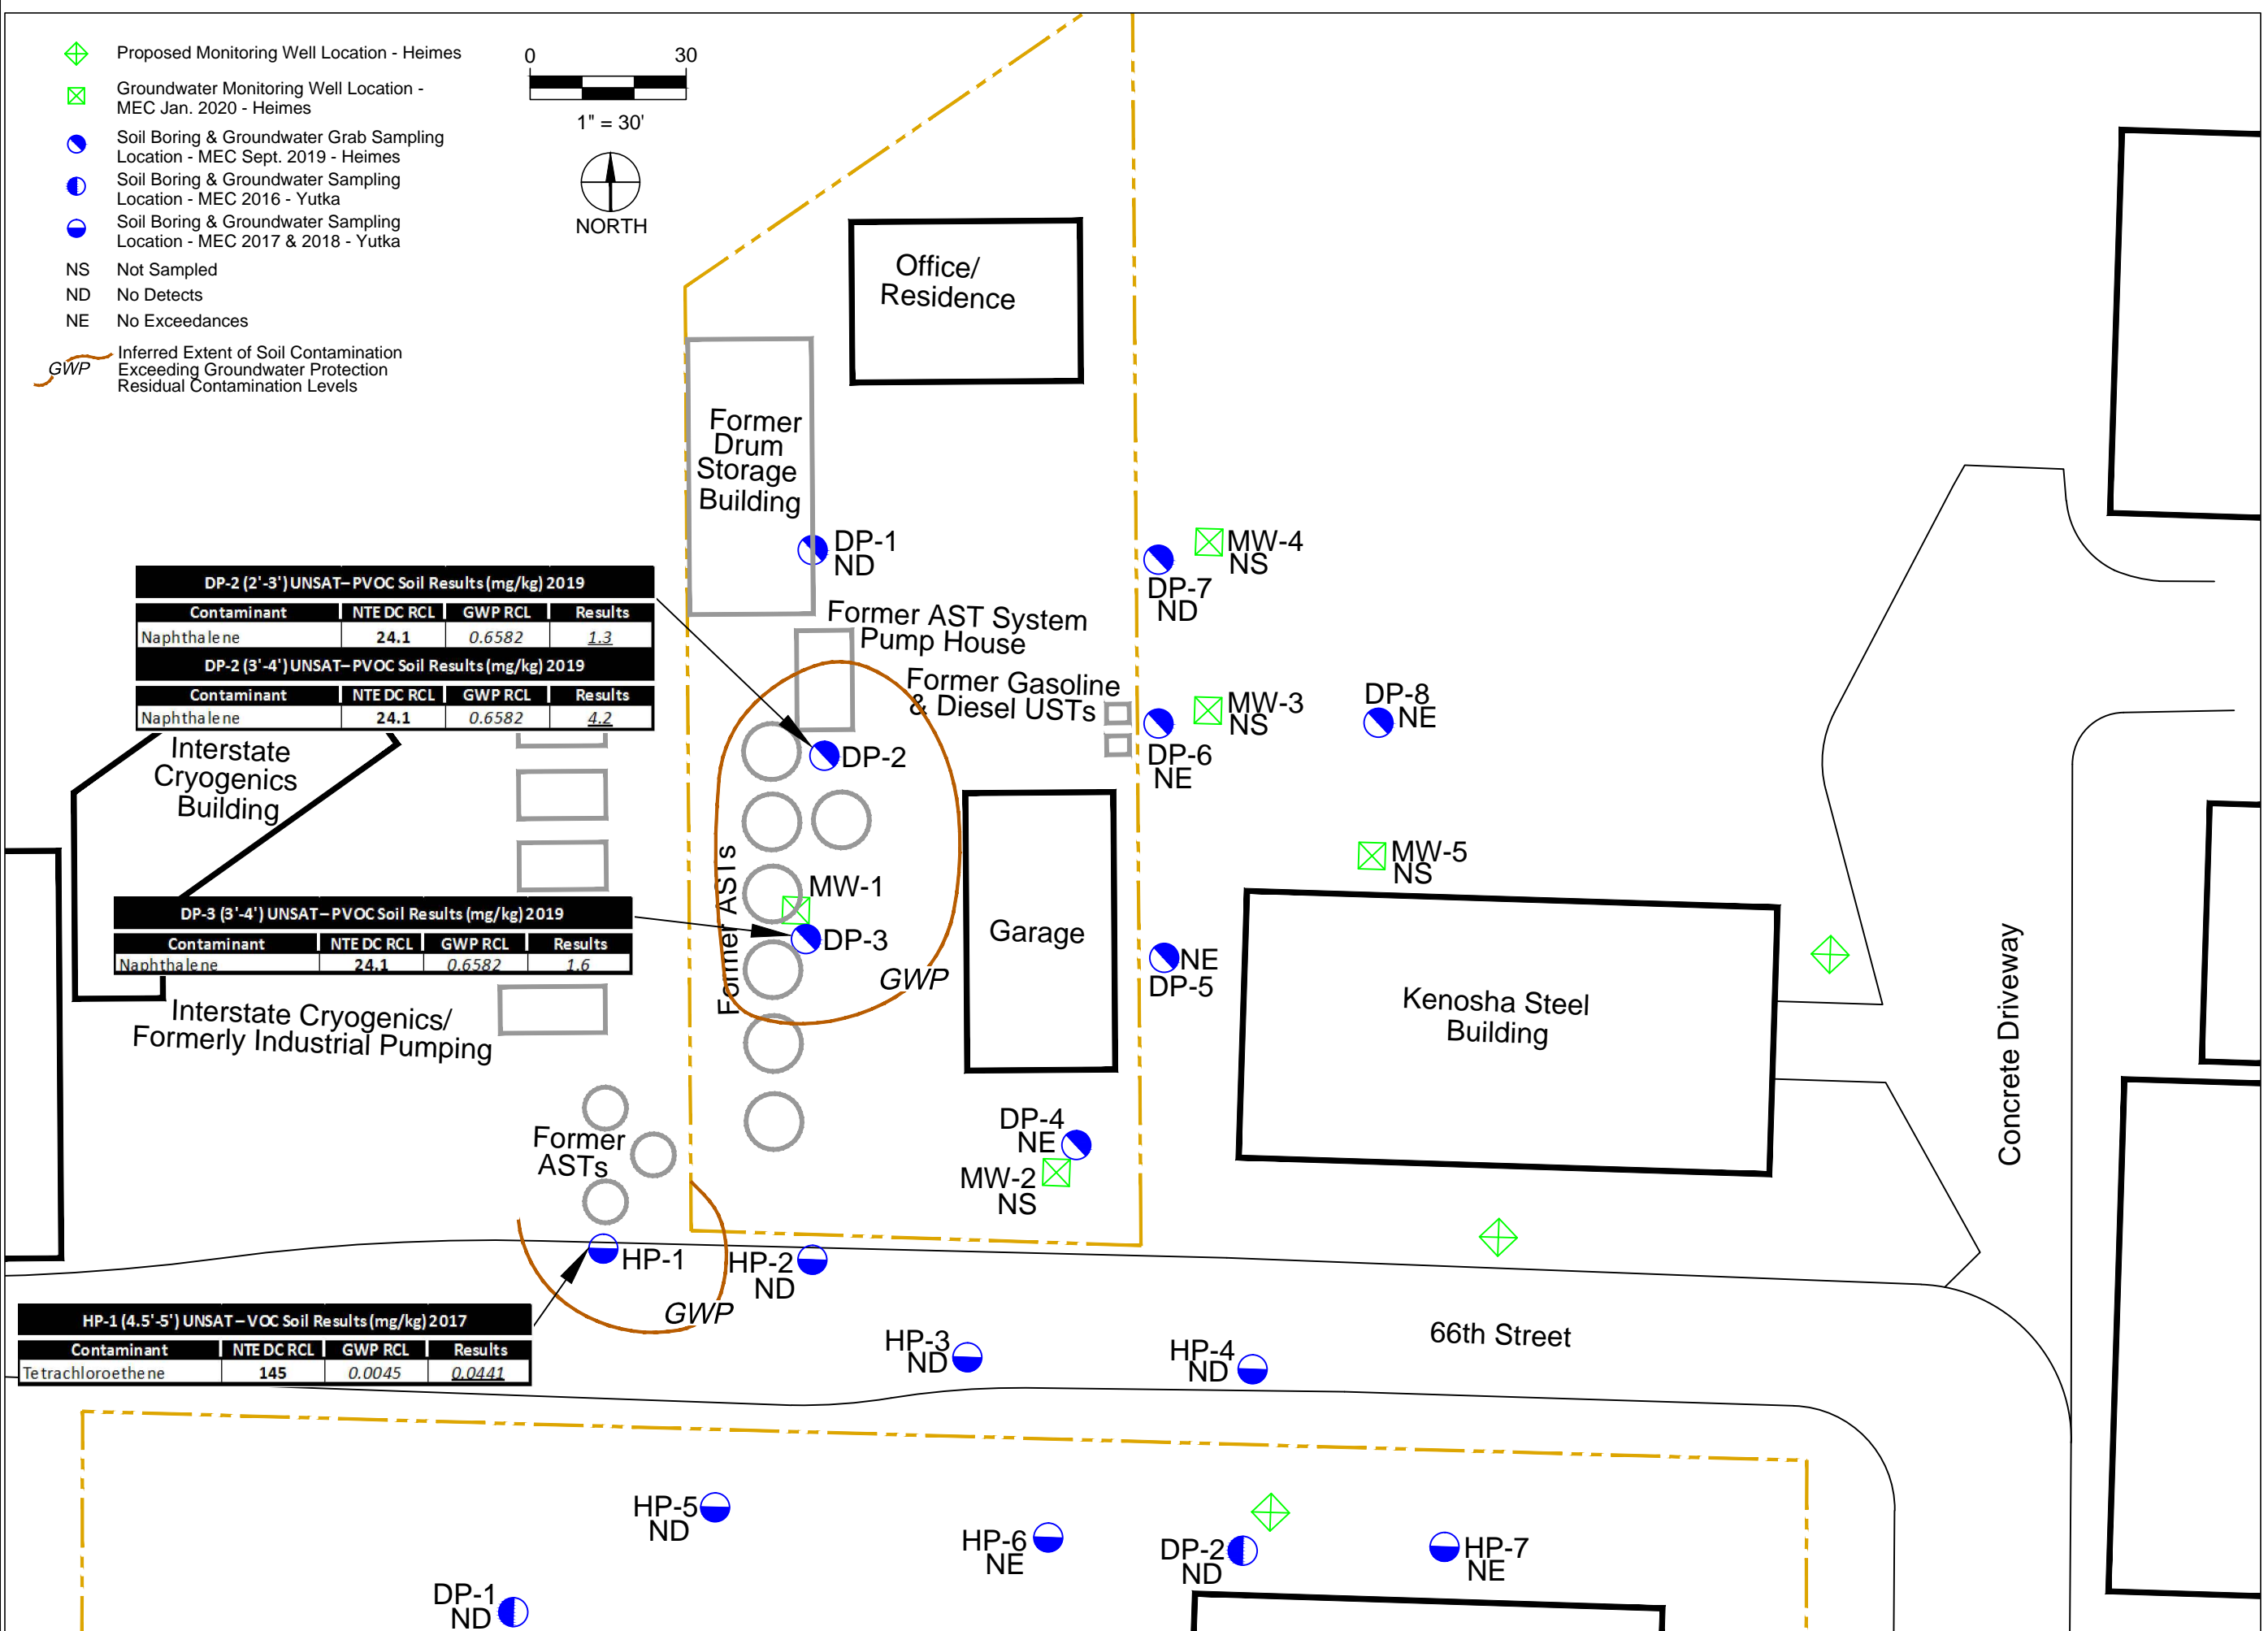 Proposed Monitoring Well Location - Heimes
Groundwater Monitoring Well Location -
MEC Jan. 2020 - Heimes
Soil Boring & Groundwater Grab Sampling
Location - MEC Sept. 2019 - Heimes
Soil Boring & Groundwater Sampling
Location - MEC 2016 - Yutka
Soil Boring & Groundwater Sampling
Location - MEC 2017 & 2018 - Yutka
NS Not Sampled
ND No Detects
NE No Exceedances
GWP
Inferred Extent of Soil Contamination
Exceeding Groundwater Protection
Residual Contamination Levels
0 30
1" = 30'
NORTH
Office/
Residence
Former
Drum
Storage
Building
DP-1
ND
MW-4
NS
DP-7
ND
DP-2 (2'-3') UNSAT–PVOC Soil Results (mg/kg) 2019
Contaminant NTE DC RCL GWP RCL Results
Naphthalene 24.1 0.6582 1.3
DP-2 (3'-4') UNSAT–PVOC Soil Results (mg/kg) 2019
Contaminant NTE DC RCL GWP RCL Results
Naphthalene 24.1 0.6582 4.2
Former AST System
Pump House
Former Gasoline
& Diesel USTs
MW-3
NS
DP-6
NE
DP-8
NE
DP-2
Interstate
Cryogenics
Building
Former ASTs
MW-1
DP-3
GWP
Garage
MW-5
NS
NE
DP-5
DP-3 (3'-4') UNSAT–PVOC Soil Results (mg/kg) 2019
Contaminant NTE DC RCL GWP RCL Results
Naphthalene 24.1 0.6582 1.6
Interstate Cryogenics/
Formerly Industrial Pumping
Kenosha Steel
Building
Concrete Driveway
Former
ASTs
DP-4
NE
MW-2
NS
HP-1
HP-2
ND
GWP
HP-1 (4.5'-5') UNSAT–VOC Soil Results (mg/kg) 2017
Contaminant NTE DC RCL GWP RCL Results
Tetrachloroethene 145 0.0045 0.0441
HP-3
ND
HP-4
ND
66th Street
HP-5
ND
HP-6
NE
DP-2
ND
HP-7
NE
DP-1
ND